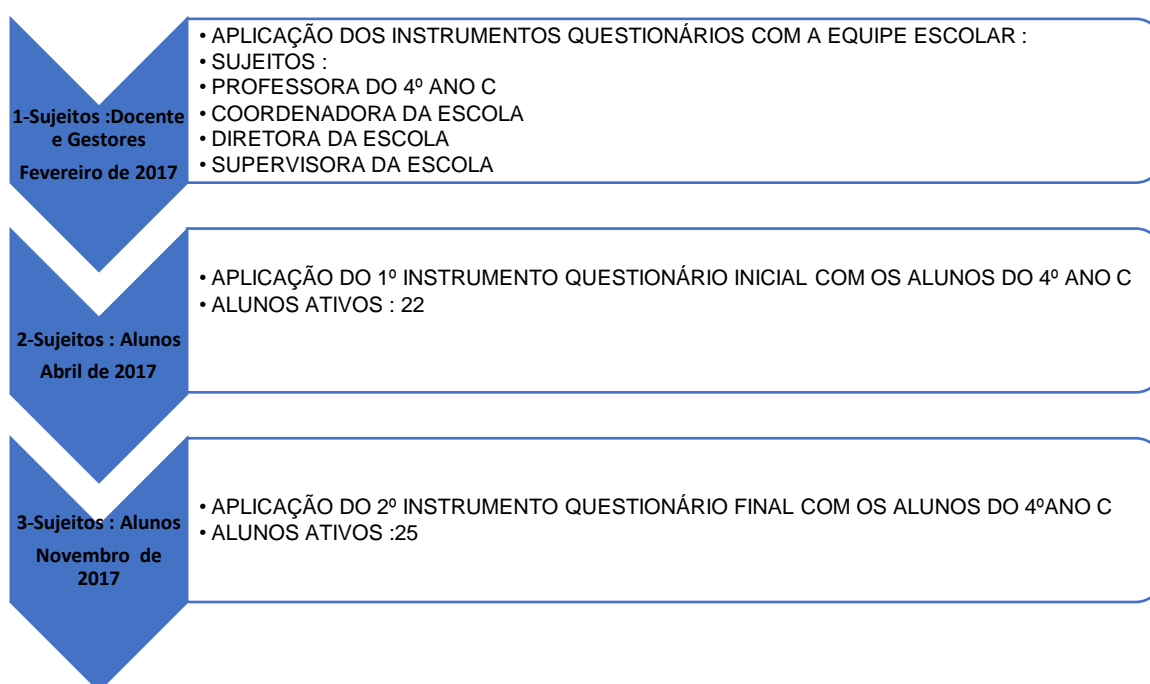 1-Sujeitos :Docente
e Gestores
Fevereiro de 2017
• APLICAÇÃO DOS INSTRUMENTOS QUESTIONÁRIOS COM A EQUIPE ESCOLAR :
• SUJEITOS :
• PROFESSORA DO 4º ANO C
• COORDENADORA DA ESCOLA
• DIRETORA DA ESCOLA
• SUPERVISORA DA ESCOLA
2-Sujeitos : Alunos
Abril de 2017
• APLICAÇÃO DO 1º INSTRUMENTO QUESTIONÁRIO INICIAL COM OS ALUNOS DO 4º ANO C
• ALUNOS ATIVOS : 22
3-Sujeitos : Alunos
Novembro de
2017
• APLICAÇÃO DO 2º INSTRUMENTO QUESTIONÁRIO FINAL COM OS ALUNOS DO 4ºANO C
• ALUNOS ATIVOS :25